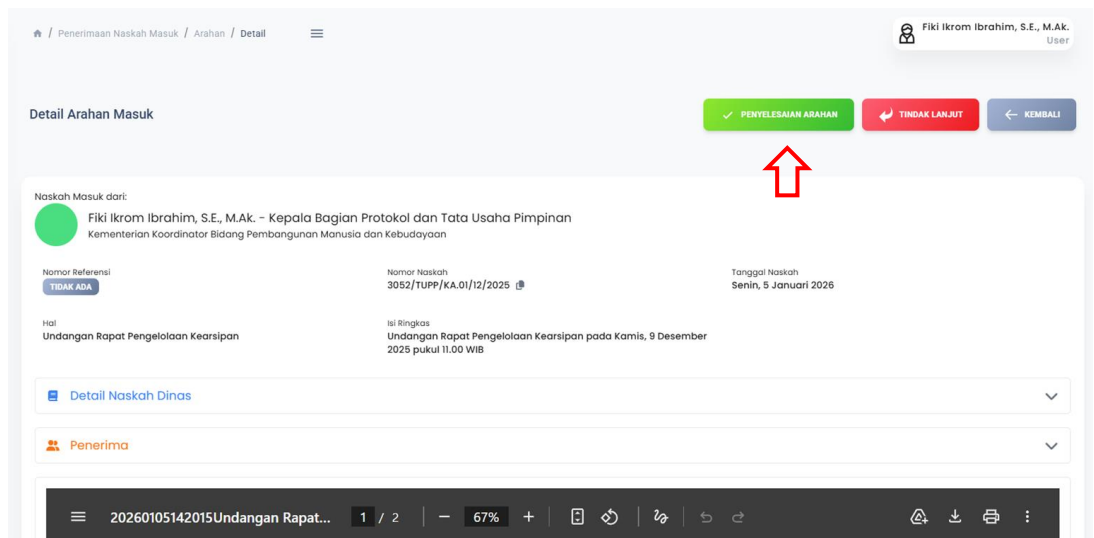 / Penerimaan Naskah Masuk / Arahan / Detail
Fiki Ikrom Ibrahim, S.E., M.Ak.
User
Detail Arahan Masuk
PENYELESAIAN ARAHAN
TINDAK LANJUT
KEMBALI
Naskah Masuk dari:
Fiki Ikrom Ibrahim, S.E., M.Ak. - Kepala Bagian Protokol dan Tata Usaha Pimpinan
Kementerian Koordinator Bidang Pembangunan Manusia dan Kebudayaan
Nomor Referensi
TIDAK ADA
Nomor Naskah
3052/TUPP/KA.01/12/2025
Tanggal Naskah
Senin, 5 Januari 2026
Hal
Undangan Rapat Pengelolaan Kearsipan
Isi Ringkas
Undangan Rapat Pengelolaan Kearsipan pada Kamis, 9 Desember
2025 pukul 11.00 WIB
Detail Naskah Dinas
Penerima
20260105142015Undangan Rapat... 1 / 2 67%